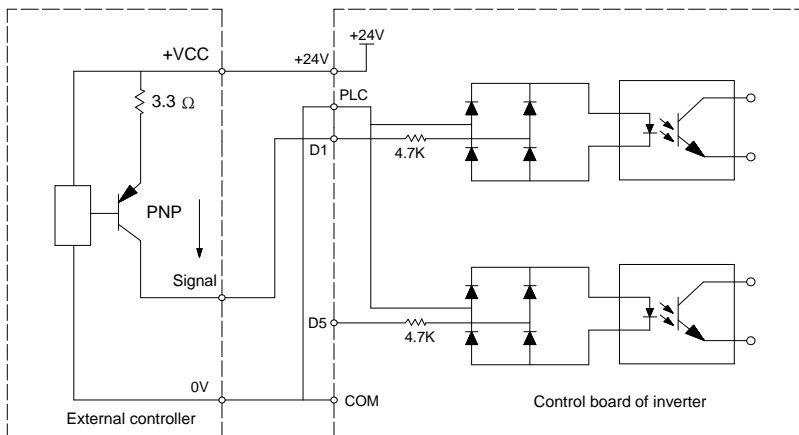 +24V
+VCC
+24V
3.3 Ω
PLC
D1
4.7K
PNP
Signal
D5
4.7K
0V
COM
External controller
Control board of inverter